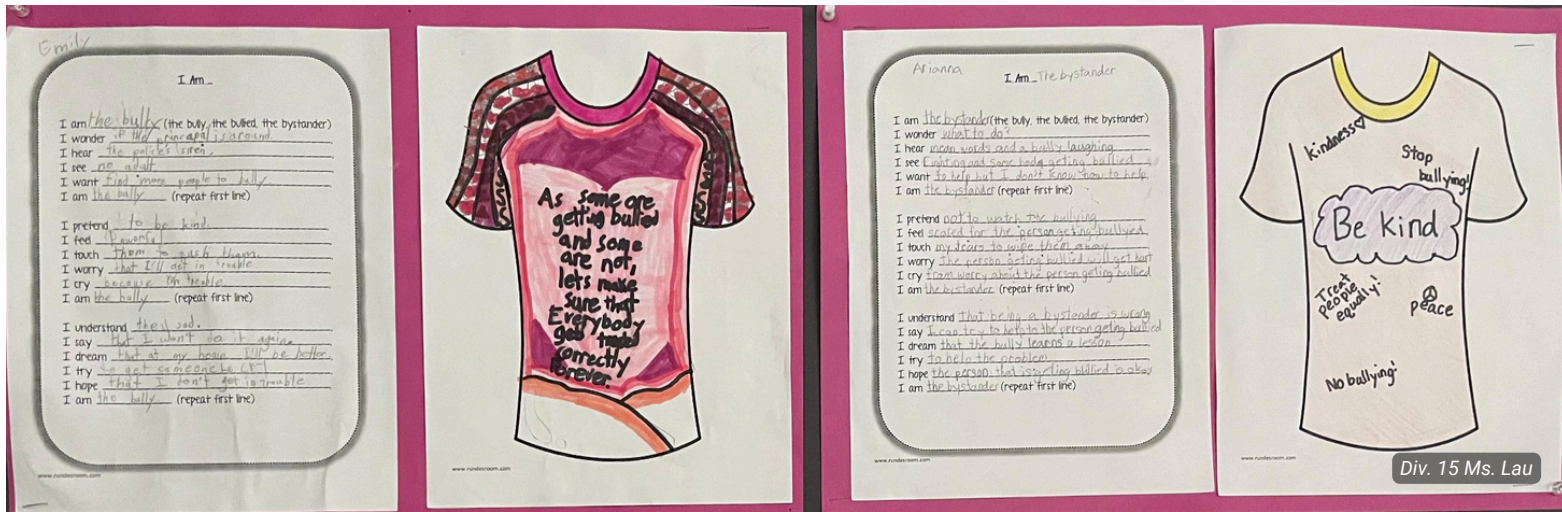 Emily
I Am_
I am the bully (the bully, the bullied, the bystander)
I wonder if the princapal is around.
I hear the polices siren.
I see no adult
I want find more people to bully.
I am the bully (repeat first line)
I pretend to be kind.
I feel Powerful
I touch them to push them.
I worry that I'll get in trouble
I cry because I'm trouble.
I am the bully (repeat first line)
I understand they sad.
I say that I won't do it again.
I dream that at my I'll be better.
I try to get someone to
I hope that I don't get in trouble
I am the bully (repeat first line)
www.rundesroom.com
As some are
getting bullied
and some
are not,
lets make
sure that
Everybody
get
correctly
forever.
www.rundesroom.com
Arianna
I Am_The bystander
I am the bystander(the bully, the bullied, the bystander)
I wonder what to do?
I hear mean words and a bully laughing
I see Fighting and some body geting bullied
I want to help but I don't know how to help
I am the bystander (repeat first line)
I pretend not to watch the bullying
I feel scared for the person geting bullyied
I touch my tears to wipe them away
I worry the person geting bullied will get hurt
I cry from worry about the person geting bullied
I am the bystander (repeat first line)
I understand that being a bystander is wrong
I say I can try to help the person geting bullied
I dream that the bully learns a lesson
I try to help the problem
I hope the person that is geting bullied is okay
I am the bystander (repeat first line)
www.rundesroom.com
kindness♡
Stop
bullying!
Be kind
Treat
people
equally!
peace
No bullying!
www.rundesroom.com
Div. 15 Ms. Lau